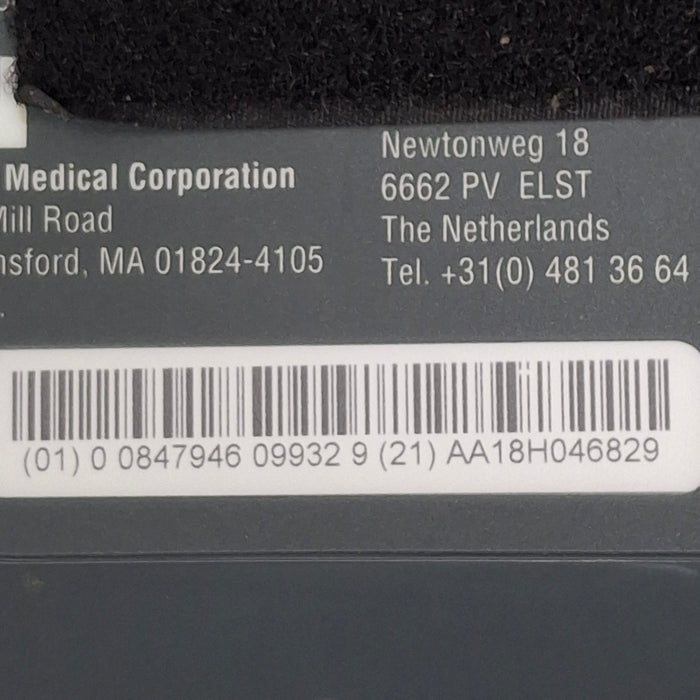 Medical Corporation
Mill Road
nsford, MA 01824-4105
Newtonweg 18
6662 PV ELST
The Netherlands
Tel. +31(0) 481 36 64
(01) 0 0847946 09932 9 (21) AA18H046829